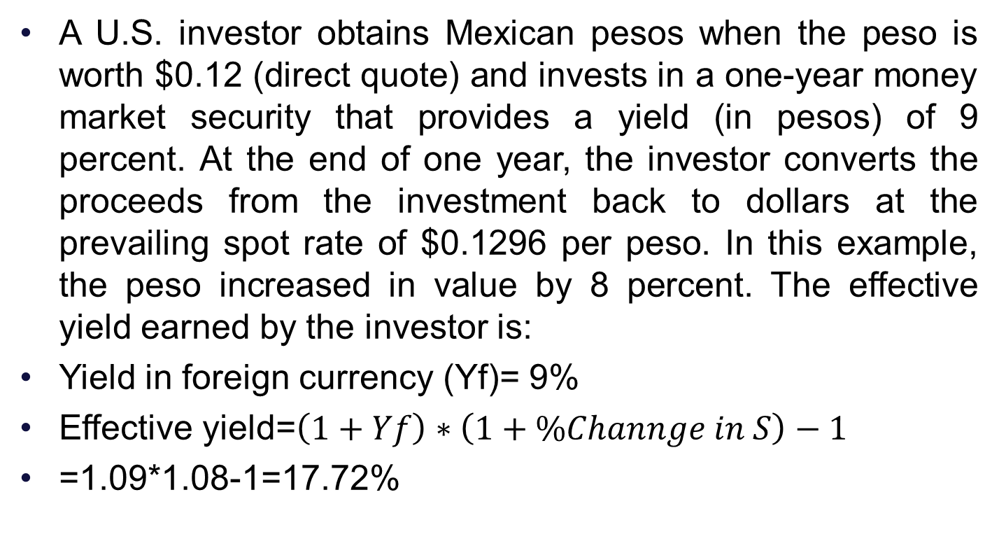 • A U.S. investor obtains Mexican pesos when the peso is
worth $0.12 (direct quote) and invests in a one-year money
market security that provides a yield (in pesos) of 9
percent. At the end of one year, the investor converts the
proceeds from the investment back to dollars at the
prevailing spot rate of $0.1296 per peso. In this example,
the peso increased in value by 8 percent. The effective
yield earned by the investor is:
• Yield in foreign currency (Yf)= 9%
• Effective yield=(1 + Yf) ∗ (1 + %Channge in S) − 1
• =1.09*1.08-1=17.72%